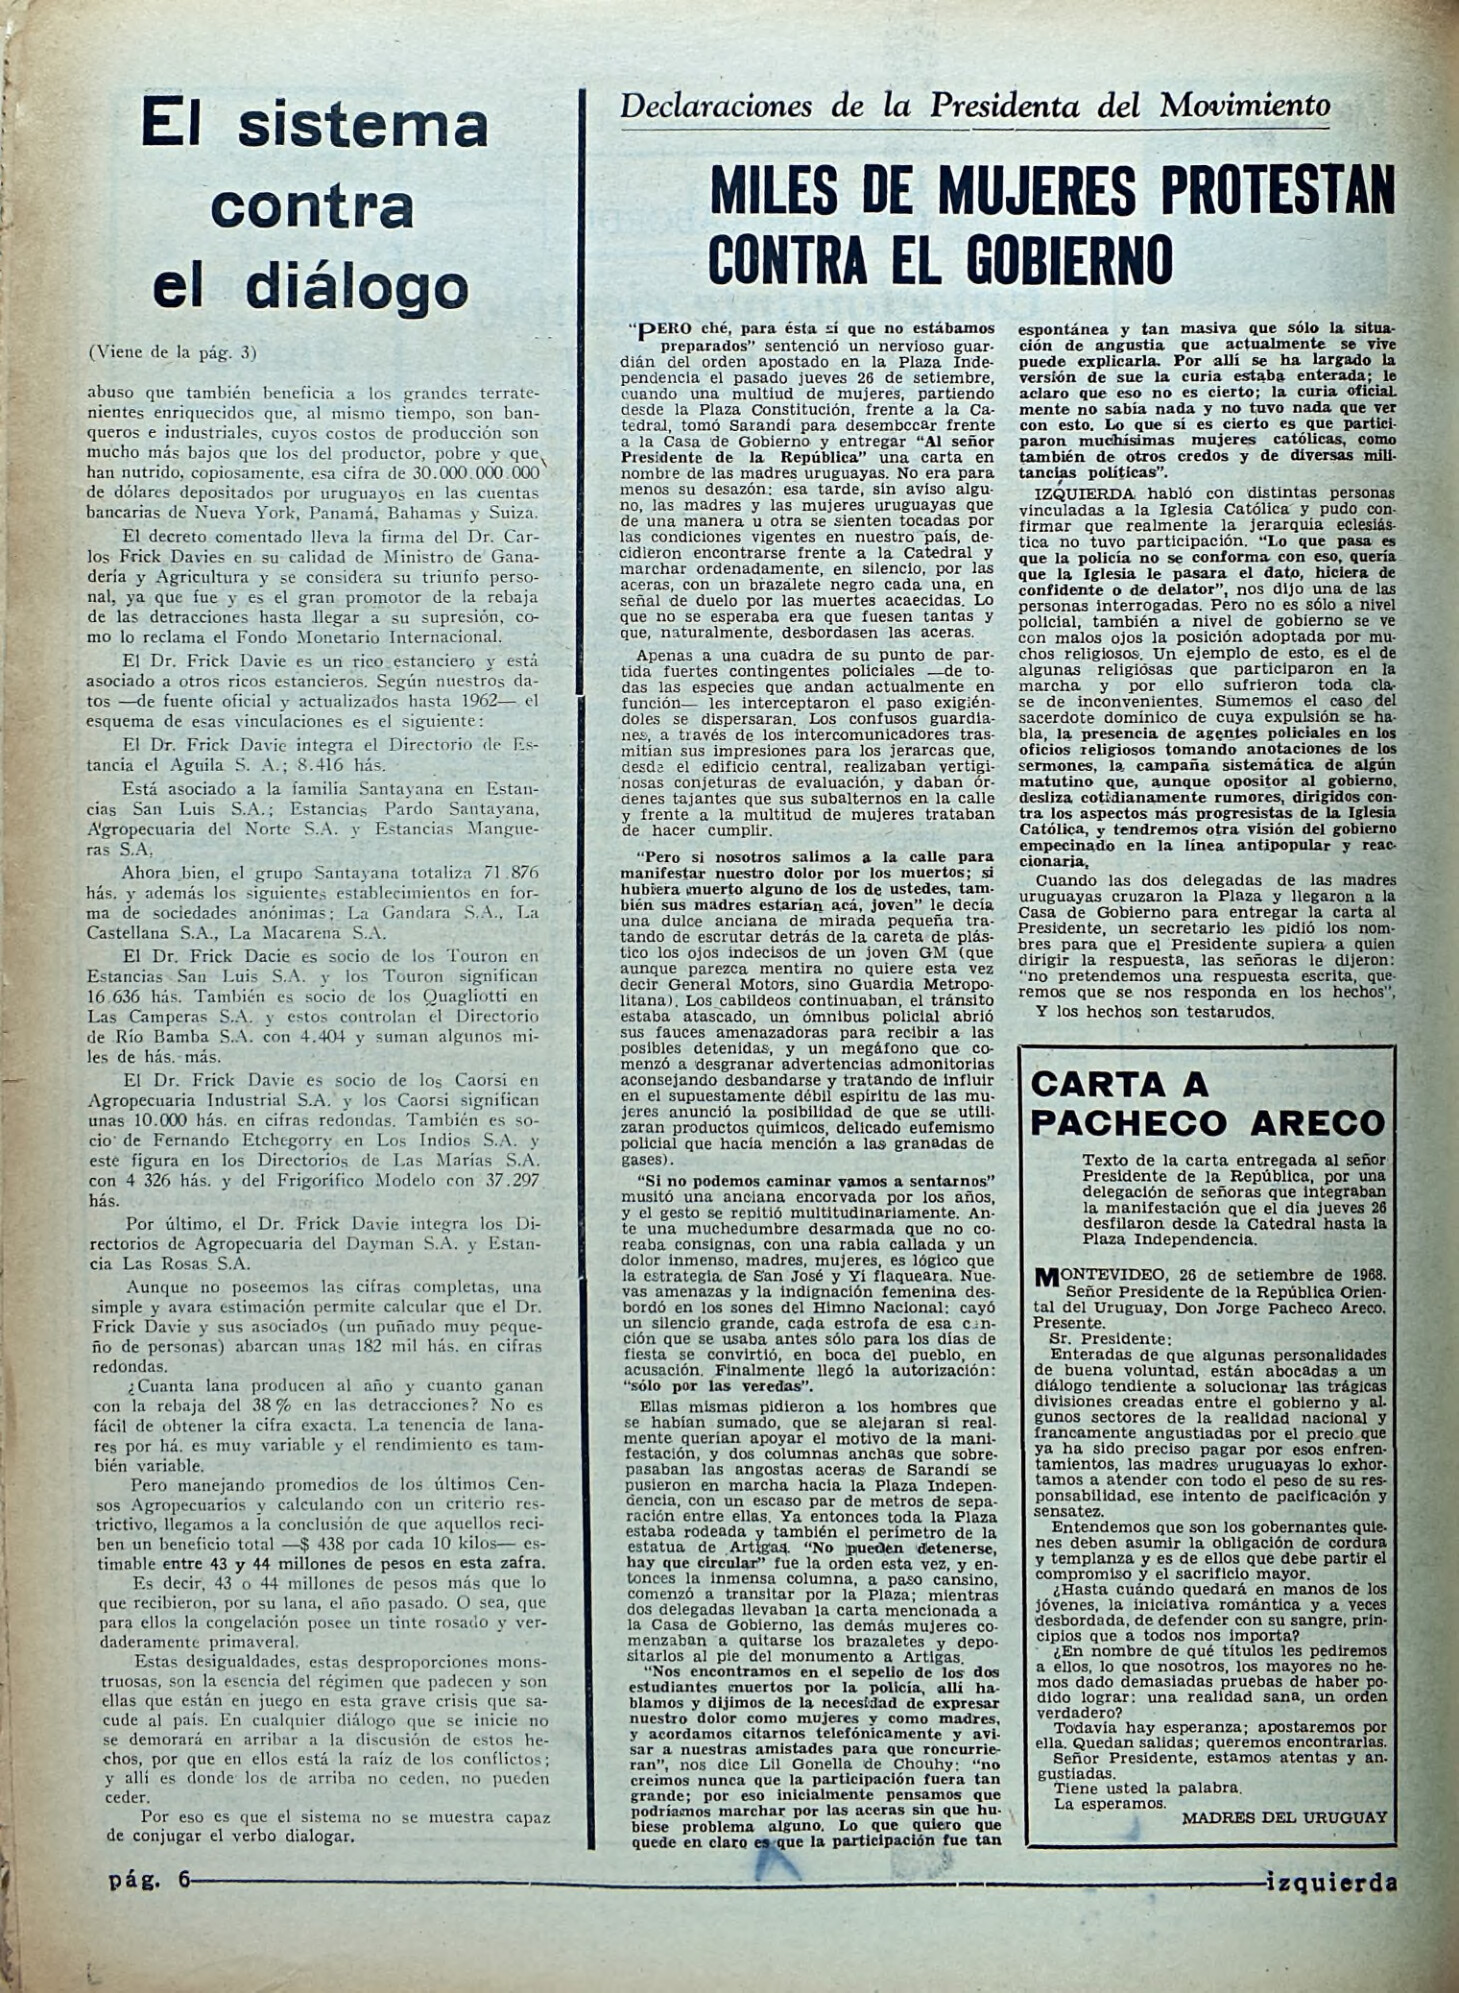 El sistema
contra
el diálogo
(Viene de la pág. 3)
abuso que también beneficia a los grandes terrate-
nientes enriquecidos que, al mismo tiempo, son ban-
queros e industriales, cuyos costos de producción son
mucho más bajos que los del productor, pobre y que
han nutrido, copiosamente, esa cifra de 30.000.000.000
de dólares depositados por uruguayos en las cuentas
bancarias de Nueva York, Panamá, Bahamas y Suiza.
El decreto comentado lleva la firma del Dr. Car-
los Frick Davies en su calidad de Ministro de Gana-
dería y Agricultura y se considera su triunfo perso-
nal, ya que fue y es el gran promotor de la rebaja
de las detracciones hasta llegar a su supresión, co-
mo lo reclama el Fondo Monetario Internacional.
El Dr. Frick Davie es un rico estanciero y está
asociado a otros ricos estancieros. Según nuestros da-
tos —de fuente oficial y actualizados hasta 1962— el
esquema de esas vinculaciones es el siguiente:
El Dr. Frick Davie integra el Directorio de Es-
tancia el Aguila S. A.; 8.416 hás.
Está asociado a la familia Santayana en Estan-
cias San Luis S.A.; Estancias Pardo Santayana,
Agropecuaria del Norte S.A. y Estancias Mangue-
ras S.A.
Ahora bien, el grupo Santayana totaliza 71.876
hás. y además los siguientes establecimientos en for-
ma de sociedades anónimas: La Gandara S.A., La
Castellana S.A., La Macarena S.A.
El Dr. Frick Dacie es socio de los Touron en
Estancias San Luis S.A. y los Touron significan
16.636 hás. También es socio de los Quagliotti en
Las Camperas S.A. y estos controlan el Directorio
de Río Bamba S.A. con 4.404 y suman algunos mi-
les de hás. más.
El Dr. Frick Davie es socio de los Caorsi en
Agropecuaria Industrial S.A. y los Caorsi significan
unas 10.000 hás. en cifras redondas. También es so-
cio de Fernando Etchegorry en Los Indios S.A. y
este figura en los Directorios de Las Marías S.A.
con 4 326 hás. y del Frigorífico Modelo con 37.297
hás.
Por último, el Dr. Frick Davie integra los Di-
rectorios de Agropecuaria del Dayman S.A. y Estan-
cia Las Rosas S.A.
Aunque no poseemos las cifras completas, una
simple y avara estimación permite calcular que el Dr.
Frick Davie y sus asociados (un puñado muy peque-
ño de personas) abarcan unas 182 mil hás. en cifras
redondas.
¿Cuanta lana producen al año y cuanto ganan
con la rebaja del 38 % en las detracciones? No es
fácil de obtener la cifra exacta. La tenencia de lana-
res por há. es muy variable y el rendimiento es tam-
bién variable.
Pero manejando promedios de los últimos Cen-
sos Agropecuarios y calculando con un criterio res-
trictivo, llegamos a la conclusión de que aquellos reci-
ben un beneficio total —$ 438 por cada 10 kilos— es-
timable entre 43 y 44 millones de pesos en esta zafra.
Es decir, 43 o 44 millones de pesos más que lo
que recibieron, por su lana, el año pasado. O sea, que
para ellos la congelación posee un tinte rosado y ver-
daderamente primaveral.
Estas desigualdades, estas desproporciones mons-
truosas, son la esencia del régimen que padecen y son
ellas que están en juego en esta grave crisis que sa-
cude al país. En cualquier diálogo que se inicie no
se demorará en arribar a la discusión de estos he-
chos, por que en ellos está la raíz de los conflictos;
y allí es donde los de arriba no ceden, no pueden
ceder.
Por eso es que el sistema no se muestra capaz
de conjugar el verbo dialogar.
Declaraciones de la Presidenta del Movimiento
MILES DE MUJERES PROTESTAN
CONTRA EL GOBIERNO
"PERO ché, para ésta sí que no estábamos
preparados" sentenció un nervioso guar-
dián del orden apostado en la Plaza Inde-
pendencia el pasado jueves 26 de setiembre,
cuando una multiud de mujeres, partiendo
desde la Plaza Constitución, frente a la Ca-
tedral, tomó Sarandí para desembccar frente
a la Casa de Gobierno y entregar "Al señor
Presidente de la República" una carta en
nombre de las madres uruguayas. No era para
menos su desazón: esa tarde, sin aviso algu-
no, las madres y las mujeres uruguayas que
de una manera u otra se sienten tocadas por
las condiciones vigentes en nuestro país, de-
cidieron encontrarse frente a la Catedral y
marchar ordenadamente, en silencio, por las
aceras, con un brazalete negro cada una, en
señal de duelo por las muertes acaecidas. Lo
que no se esperaba era que fuesen tantas y
que, naturalmente, desbordasen las aceras.
Apenas a una cuadra de su punto de par-
tida fuertes contingentes policiales —de to-
das las especies que andan actualmente en
función— les interceptaron el paso exigién-
doles se dispersaran. Los confusos guardia-
nes, a través de los intercomunicadores tras-
mitían sus impresiones para los jerarcas que,
desde el edificio central, realizaban vertigi-
nosas conjeturas de evaluación, y daban ór-
denes tajantes que sus subalternos en la calle
y frente a la multitud de mujeres trataban
de hacer cumplir.
"Pero si nosotros salimos a la calle para
manifestar nuestro dolor por los muertos; si
hubiera muerto alguno de los de ustedes, tam-
bién sus madres estarían acá, joven" le decía
una dulce anciana de mirada pequeña tra-
tando de escrutar detrás de la careta de plás-
tico los ojos indecisos de un joven GM (que
aunque parezca mentira no quiere esta vez
decir General Motors, sino Guardia Metropo-
litana). Los cabildeos continuaban, el tránsito
estaba atascado, un ómnibus policial abrió
sus fauces amenazadoras para recibir a las
posibles detenidas, y un megáfono que co-
menzó a desgranar advertencias admonitorias
aconsejando desbandarse y tratando de influir
en el supuestamente débil espíritu de las mu-
jeres anunció la posibilidad de que se utili-
zaran productos químicos, delicado eufemismo
policial que hacía mención a las granadas de
gases).
"Si no podemos caminar vamos a sentarnos"
musitó una anciana encorvada por los años,
y el gesto se repitió multitudinariamente. An-
te una muchedumbre desarmada que no co-
reaba consignas, con una rabia callada y un
dolor inmenso, madres, mujeres, es lógico que
la estrategia de San José y Yí flaqueara. Nue-
vas amenazas y la indignación femenina des-
bordó en los sones del Himno Nacional: cayó
un silencio grande, cada estrofa de esa can-
ción que se usaba antes sólo para los días de
fiesta se convirtió, en boca del pueblo, en
acusación. Finalmente llegó la autorización:
"sólo por las veredas".
Ellas mismas pidieron a los hombres que
se habían sumado, que se alejaran si real-
mente querían apoyar el motivo de la mani-
festación, y dos columnas anchas que sobre-
pasaban las angostas aceras de Sarandí se
pusieron en marcha hacia la Plaza Indepen-
dencia, con un escaso par de metros de sepa-
ración entre ellas. Ya entonces toda la Plaza
estaba rodeada y también el perímetro de la
estatua de Artigas. "No pueden detenerse,
hay que circular" fue la orden esta vez, y en-
tonces la inmensa columna, a paso cansino,
comenzó a transitar por la Plaza; mientras
dos delegadas llevaban la carta mencionada a
la Casa de Gobierno, las demás mujeres co-
menzaban a quitarse los brazaletes y depo-
sitarlos al pie del monumento a Artigas.
"Nos encontramos en el sepelio de los dos
estudiantes muertos por la policía, allí ha-
blamos y dijimos de la necesidad de expresar
nuestro dolor como mujeres y como madres,
y acordamos citarnos telefónicamente y avi-
sar a nuestras amistades para que roncurrie-
ran", nos dice Lil Gonella de Chouhy: "no
creimos nunca que la participación fuera tan
grande; por eso inicialmente pensamos que
podríamos marchar por las aceras sin que hu-
biese problema alguno. Lo que quiero que
quede en claro es que la participación fue tan
espontánea y tan masiva que sólo la situa-
ción de angustia que actualmente se vive
puede explicarla. Por allí se ha largado la
versión de sue la curia estaba enterada; le
aclaro que eso no es cierto; la curia oficial
mente no sabía nada y no tuvo nada que ver
con esto. Lo que sí es cierto es que partici-
paron muchísimas mujeres católicas, como
también de otros credos y de diversas mili-
tancias políticas".
IZQUIERDA habló con distintas personas
vinculadas a la Iglesia Católica y pudo con-
firmar que realmente la jerarquía eclesiás-
tica no tuvo participación. "Lo que pasa es
que la policía no se conforma con eso, quería
que la Iglesia le pasara el dato, hiciera de
confidente o de delator", nos dijo una de las
personas interrogadas. Pero no es sólo a nivel
policial, también a nivel de gobierno se ve
con malos ojos la posición adoptada por mu-
chos religiosos. Un ejemplo de esto, es el de
algunas religiósas que participaron en la
marcha y por ello sufrieron toda cla-
se de inconvenientes. Sumemos el caso del
sacerdote domínico de cuya expulsión se ha-
bla, la presencia de agentes policiales en los
oficios religiosos tomando anotaciones de los
sermones, la campaña sistemática de algún
matutino que, aunque opositor al gobierno,
desliza cotidianamente rumores, dirigidos con-
tra los aspectos más progresistas de la Iglesia
Católica, y tendremos otra visión del gobierno
empecinado en la línea antipopular y reac-
cionaria,
Cuando las dos delegadas de las madres
uruguayas cruzaron la Plaza y llegaron a la
Casa de Gobierno para entregar la carta al
Presidente, un secretario les pidió los nom-
bres para que el Presidente supiera a quien
dirigir la respuesta, las señoras le dijeron:
"no pretendemos una respuesta escrita, que-
remos que se nos responda en los hechos",
Y los hechos son testarudos.
CARTA A
PACHECO ARECO
Texto de la carta entregada al señor
Presidente de la República, por una
delegación de señoras que integraban
la manifestación que el día jueves 26
desfilaron desde la Catedral hasta la
Plaza Independencia.
MONTEVIDEO, 26 de setiembre de 1968.
Señor Presidente de la República Orien-
tal del Uruguay, Don Jorge Pacheco Areco.
Presente.
Sr. Presidente:
Enteradas de que algunas personalidades
de buena voluntad, están abocadas a un
diálogo tendiente a solucionar las trágicas
divisiones creadas entre el gobierno y al-
gunos sectores de la realidad nacional y
francamente angustiadas por el precio que
ya ha sido preciso pagar por esos enfren-
tamientos, las madres uruguayas lo exhor-
tamos a atender con todo el peso de su res-
ponsabilidad, ese intento de pacificación y
sensatez.
Entendemos que son los gobernantes quie-
nes deben asumir la obligación de cordura
y templanza y es de ellos que debe partir el
compromiso y el sacrificio mayor.
¿Hasta cuándo quedará en manos de los
jóvenes, la iniciativa romántica y a veces
desbordada, de defender con su sangre, prin-
cipios que a todos nos importa?
¿En nombre de qué títulos les pediremos
a ellos, lo que nosotros, los mayores no he-
mos dado demasiadas pruebas de haber po-
dido lograr: una realidad sana, un orden
verdadero?
Todavía hay esperanza; apostaremos por
ella. Quedan salidas; queremos encontrarlas.
Señor Presidente, estamos atentas y an-
gustiadas.
Tiene usted la palabra.
La esperamos.
MADRES DEL URUGUAY
pág. 6
izquierda